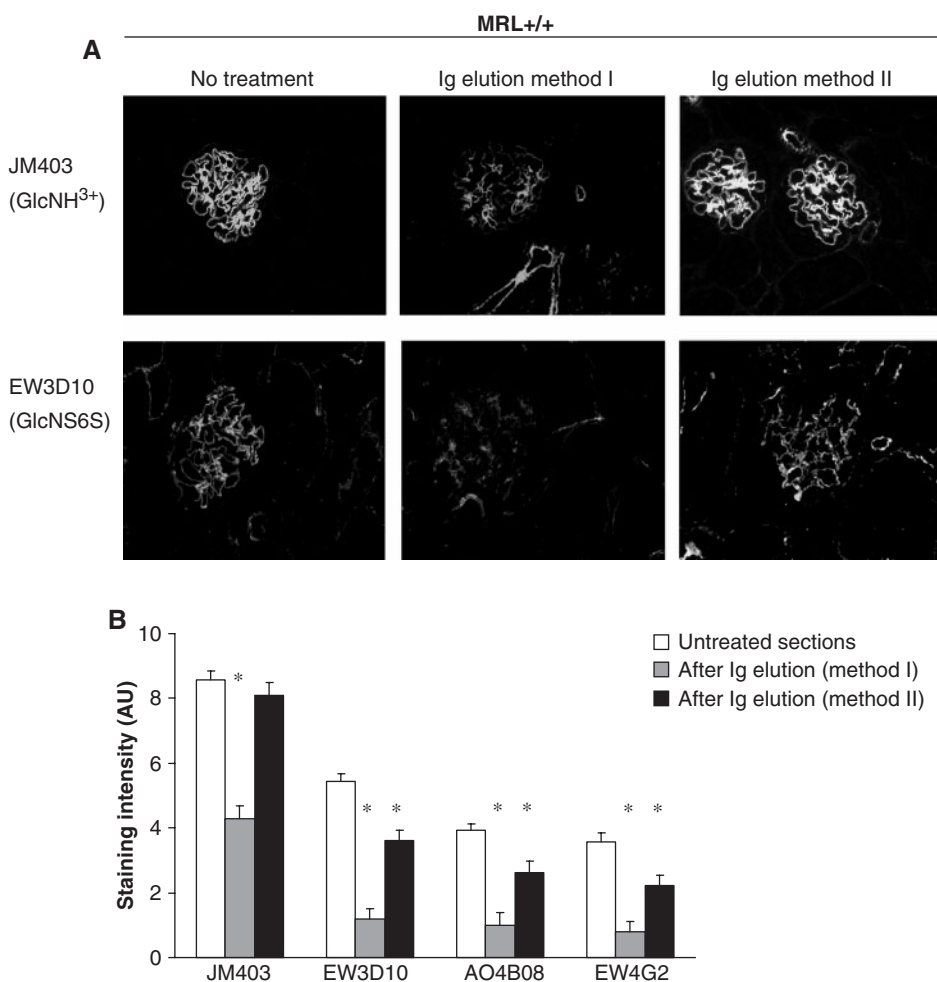 MRL+/+
A
No treatment
Ig elution method I
Ig elution method II
JM403
(GlcNH³⁺)
EW3D10
(GlcNS6S)
B
Staining intensity (AU)
10
8
6
4
2
0
*
* *
* *
* *
JM403
EW3D10
AO4B08
EW4G2
Untreated sections
After Ig elution (method I)
After Ig elution (method II)